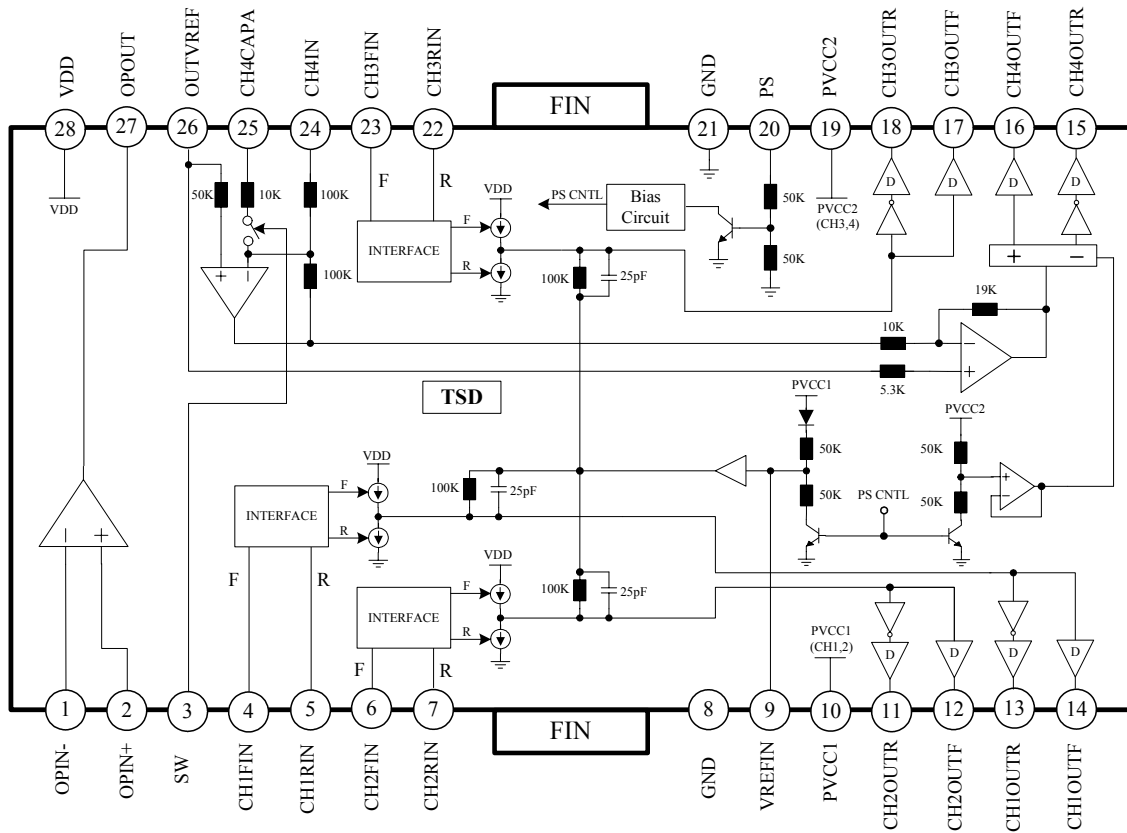 VDD
OPOUT
OUTVREF
CH4CAPA
CH4IN
CH3FIN
CH3RIN
GND
PS
PVCC2
CH3OUTR
CH3OUTF
CH4OUTF
CH4OUTR
FIN
28
27
26
25
24
23
22
21
20
19
18
17
16
15
VDD
50K
10K
100K
F
R
VDD
PS CNTL
Bias
Circuit
50K
PVCC2
(CH3,4)
D
D
D
D
INTERFACE
F
R
+
−
100K
100K
25pF
50K
+
−
19K
10K
−
+
5.3K
TSD
PVCC1
PVCC2
50K
50K
VDD
100K
25pF
50K
PS CNTL
50K
+
−
INTERFACE
F
R
−
+
F
R
VDD
INTERFACE
F
R
100K
25pF
PVCC1
(CH1,2)
D
D
D
D
F
R
1
2
3
4
5
6
7
8
9
10
11
12
13
14
FIN
OPIN-
OPIN+
SW
CH1FIN
CH1RIN
CH2FIN
CH2RIN
GND
VREFIN
PVCC1
CH2OUTR
CH2OUTF
CH1OUTR
CH1OUTF